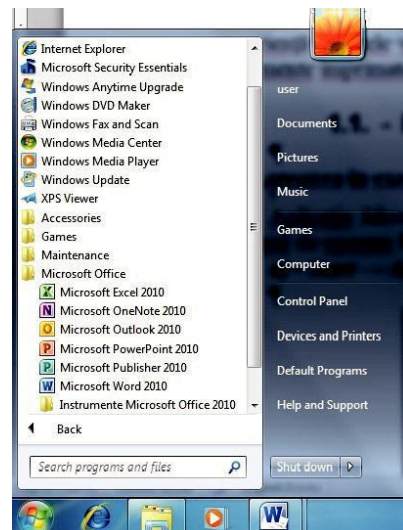 Internet Explorer
Microsoft Security Essentials
Windows Anytime Upgrade
Windows DVD Maker
Windows Fax and Scan
Windows Media Center
Windows Media Player
Windows Update
XPS Viewer
Accessories
Games
Maintenance
Microsoft Office
Microsoft Excel 2010
Microsoft OneNote 2010
Microsoft Outlook 2010
Microsoft PowerPoint 2010
Microsoft Publisher 2010
Microsoft Word 2010
Instrumente Microsoft Office 2010
Back
Search programs and files
user
Documents
Pictures
Music
Games
Computer
Control Panel
Devices and Printers
Default Programs
Help and Support
Shut down